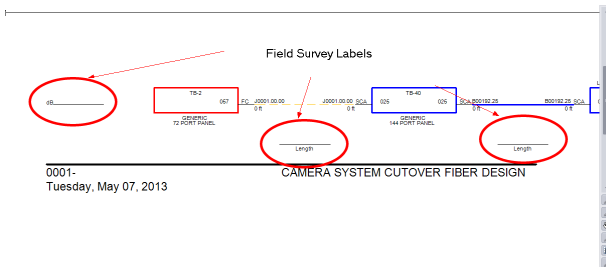 Field Survey Labels
TB-2
057
FC
J0001.00.00
0 ft
J0001.00.00
0 ft
SCA
TB-40
025
025
SCA
B00192.25
0 ft
B00192.25
0 ft
SCA
dB
GENERIC
72 PORT PANEL
GENERIC
144 PORT PANEL
Length
Length
0001-
CAMERA SYSTEM CUTOVER FIBER DESIGN
Tuesday, May 07, 2013